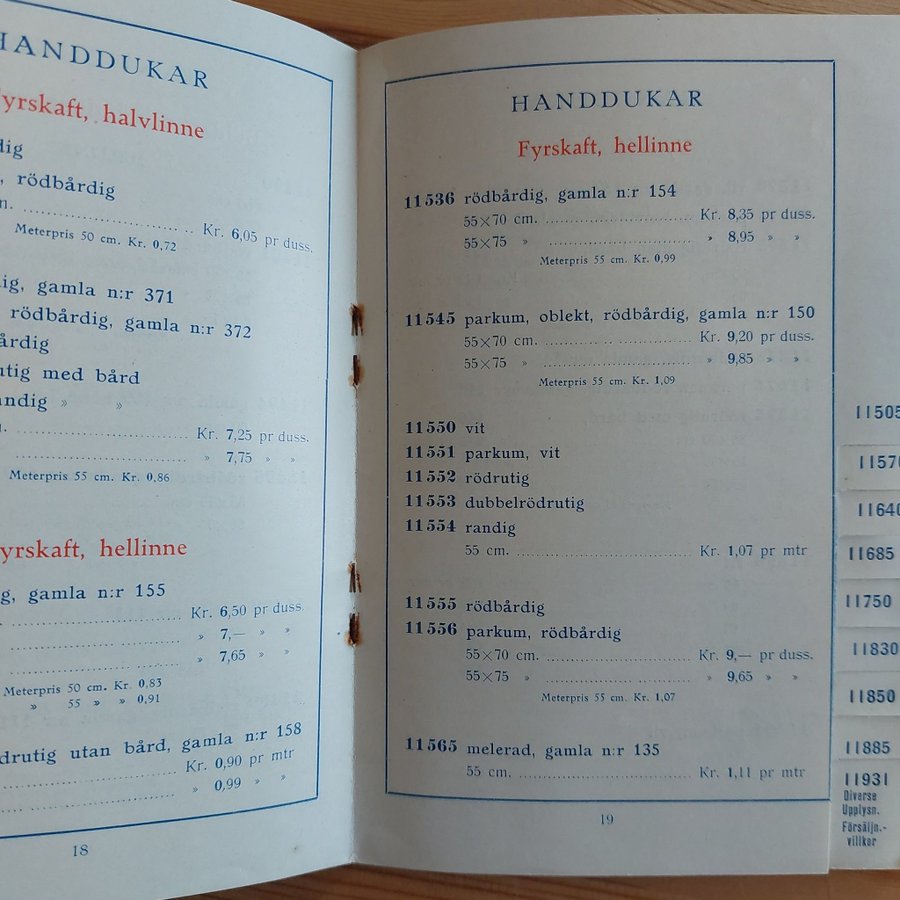 HANDDUKAR
fyrskaft, halvlinne
rödbårdig
Kr. 6,05 pr duss.
Meterpris 50 cm. Kr. 0,72
gamla n:r 371
rödbårdig, gamla n:r 372
med bård
» »
Kr. 7,25 pr duss.
» 7,75 » »
Meterpris 55 cm. Kr. 0,86
fyrskaft, hellinne
gamla n:r 155
Kr. 6,50 pr duss.
» 7,— » »
» 7,65 » »
Meterpris 50 cm. Kr. 0,83
» 55 » » 0,91
utan bård, gamla n:r 158
Kr. 0,90 pr mtr
» 0,99 » »
18
HANDDUKAR
Fyrskaft, hellinne
11536 rödbårdig, gamla n:r 154
55×70 cm. Kr. 8,35 pr duss.
55×75 » » 8,95 » »
Meterpris 55 cm. Kr. 0,99
11545 parkum, oblekt, rödbårdig, gamla n:r 150
55×70 cm. Kr. 9,20 pr duss.
55×75 » » 9,85 » »
Meterpris 55 cm. Kr. 1,09
11550 vit
11551 parkum, vit
11552 rödrutig
11553 dubbelrödrutig
11554 randig
55 cm. Kr. 1,07 pr mtr
11555 rödbårdig
11556 parkum, rödbårdig
55×70 cm. Kr. 9,— pr duss.
55×75 » » 9,65 » »
Meterpris 55 cm. Kr. 1,07
11565 melerad, gamla n:r 135
55 cm. Kr. 1,11 pr mtr
19
11505
11570
11640
11685
11750
11830
11850
11885
11931
Diverse
Upplysn.
Försäljn.-
villkor